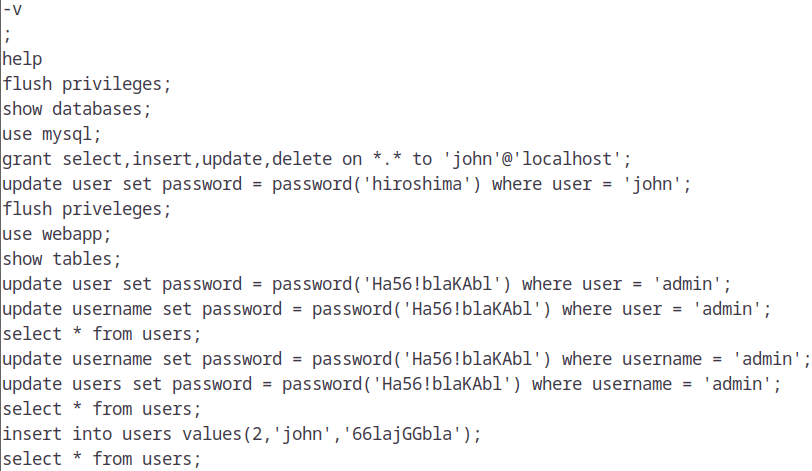 -v
;
help
flush privileges;
show databases;
use mysql;
grant select,insert,update,delete on *.* to 'john'@'localhost';
update user set password = password('hiroshima') where user = 'john';
flush priveleges;
use webapp;
show tables;
update user set password = password('Ha56!blaKAbl') where user = 'admin';
update username set password = password('Ha56!blaKAbl') where user = 'admin';
select * from users;
update username set password = password('Ha56!blaKAbl') where username = 'admin';
update users set password = password('Ha56!blaKAbl') where username = 'admin';
select * from users;
insert into users values(2,'john','66lajGGbla');
select * from users;